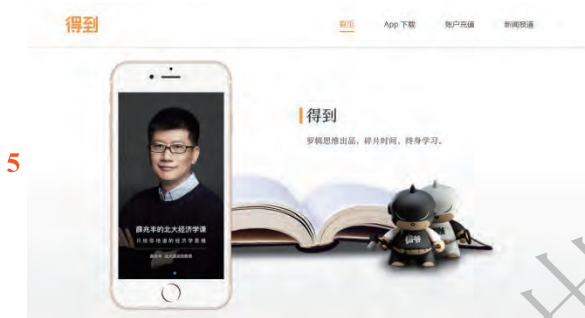 得到
首页
App 下载
账户充值
新闻频道
5
得到
罗辑思维出品，碎片时间，终身学习。
薛兆丰的北大经济学课